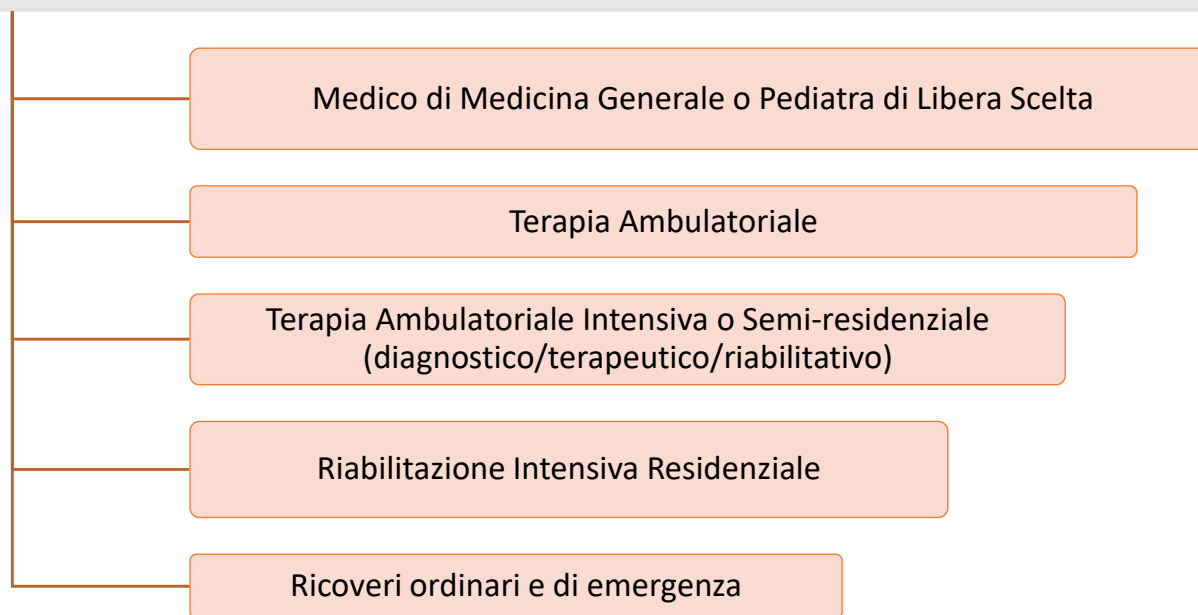 Medico di Medicina Generale o Pediatra di Libera Scelta
Terapia Ambulatoriale
Terapia Ambulatoriale Intensiva o Semi-residenziale
(diagnostico/terapeutico/riabilitativo)
Riabilitazione Intensiva Residenziale
Ricoveri ordinari e di emergenza